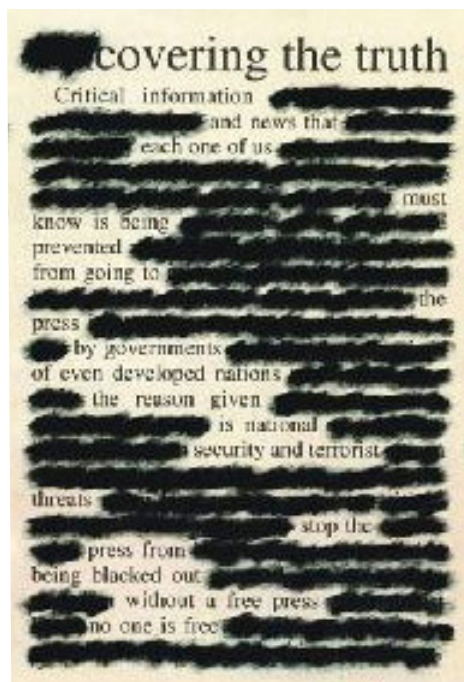 covering the truth
Critical information
and news that
each one of us
must
know is being
prevented
from going to
the
press
by governments
of even developed nations
the reason given
is national
security and terrorist
threats
stop the
press from
being blacked out
without a free press
no one is free